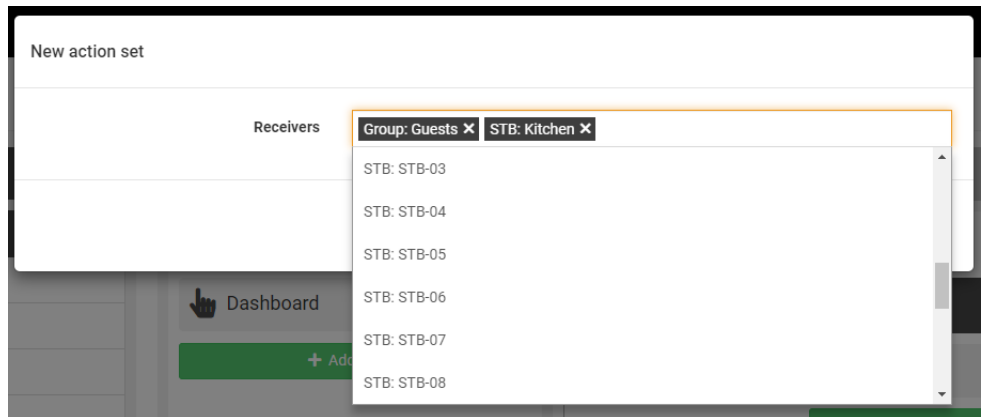 New action set
Receivers
Group: Guests × STB: Kitchen ×
STB: STB-03
STB: STB-04
STB: STB-05
STB: STB-06
STB: STB-07
STB: STB-08
Dashboard
+ Add